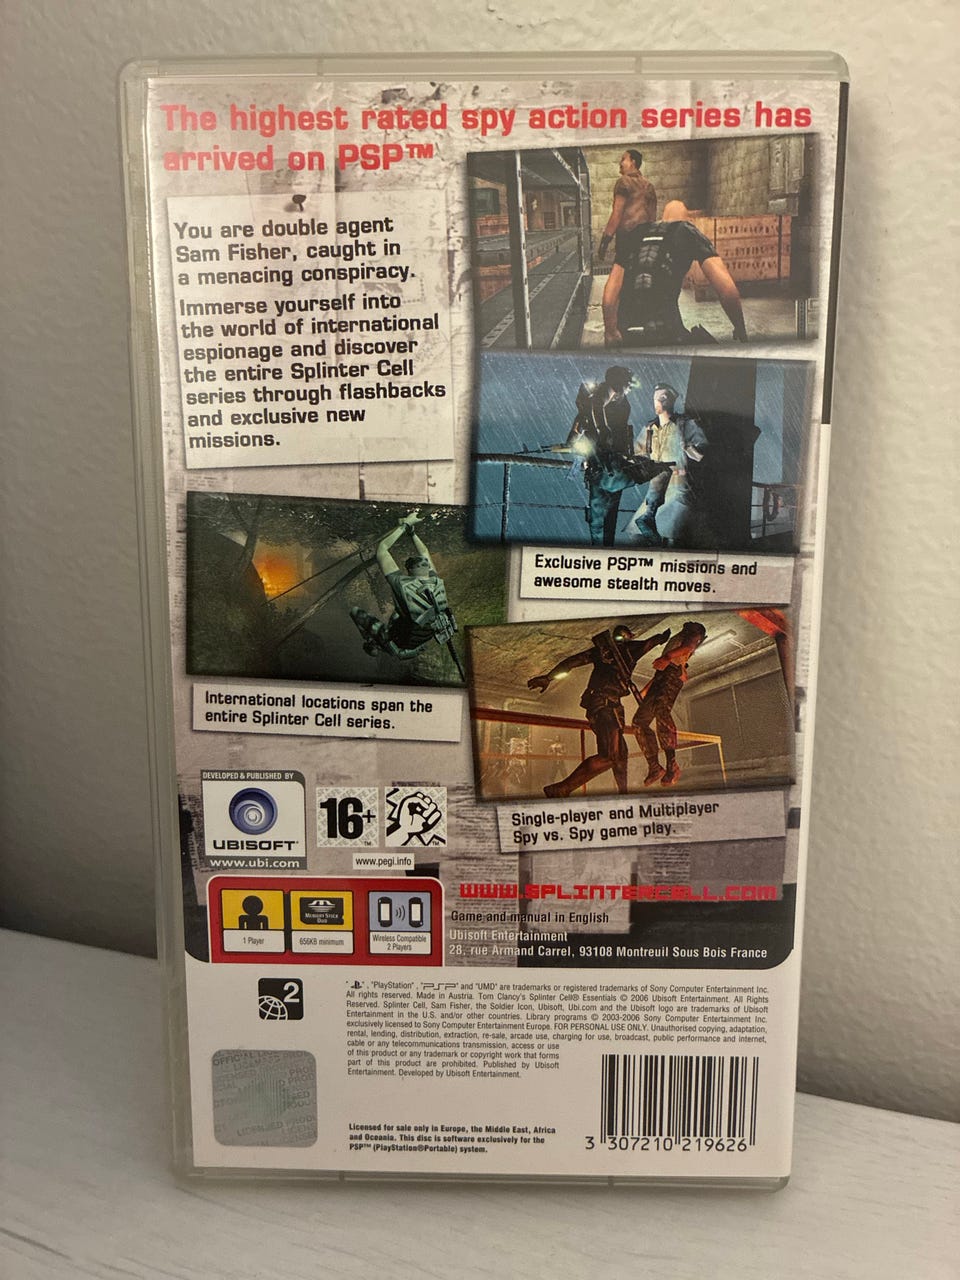 The highest rated spy action series has
arrived on PSP™
You are double agent
Sam Fisher, caught in
a menacing conspiracy.
Immerse yourself into
the world of international
espionage and discover
the entire Splinter Cell
series through flashbacks
and exclusive new
missions.
Exclusive PSP™ missions and
awesome stealth moves.
International locations span the
entire Splinter Cell series.
Single-player and Multiplayer
Spy vs. Spy game play.
DEVELOPED & PUBLISHED BY
UBISOFT
www.ubi.com
16+
www.pegi.info
WWW.SPLINTERCELL.COM
1 Player
MEMORY STICK
DUO
656KB minimum
Wireless Compatible
2 Players
Game and manual in English
Ubisoft Entertainment
28, rue Armand Carrel, 93108 Montreuil Sous Bois France
2
"PlayStation", "PSP" and "UMD" are trademarks or registered trademarks of Sony Computer Entertainment Inc.
All rights reserved. Made in Austria. Tom Clancy's Splinter Cell® Essentials © 2006 Ubisoft Entertainment. All Rights
Reserved. Splinter Cell, Sam Fisher, the Soldier Icon, Ubisoft, Ubi.com and the Ubisoft logo are trademarks of Ubisoft
Entertainment in the U.S. and/or other countries. Library programs © 2003-2006 Sony Computer Entertainment Inc.
exclusively licensed to Sony Computer Entertainment Europe. FOR PERSONAL USE ONLY. Unauthorised copying, adaptation,
rental, lending, distribution, extraction, re-sale, arcade use, charging for use, broadcast, public performance and internet,
cable or any telecommunications transmission, access or use
of this product or any trademark or copyright work that forms
part of this product are prohibited. Published by Ubisoft
Entertainment. Developed by Ubisoft Entertainment.
Licensed for sale only in Europe, the Middle East, Africa
and Oceania. This disc is software exclusively for the
PSP™ (PlayStation®Portable) system.
3 307210 219626